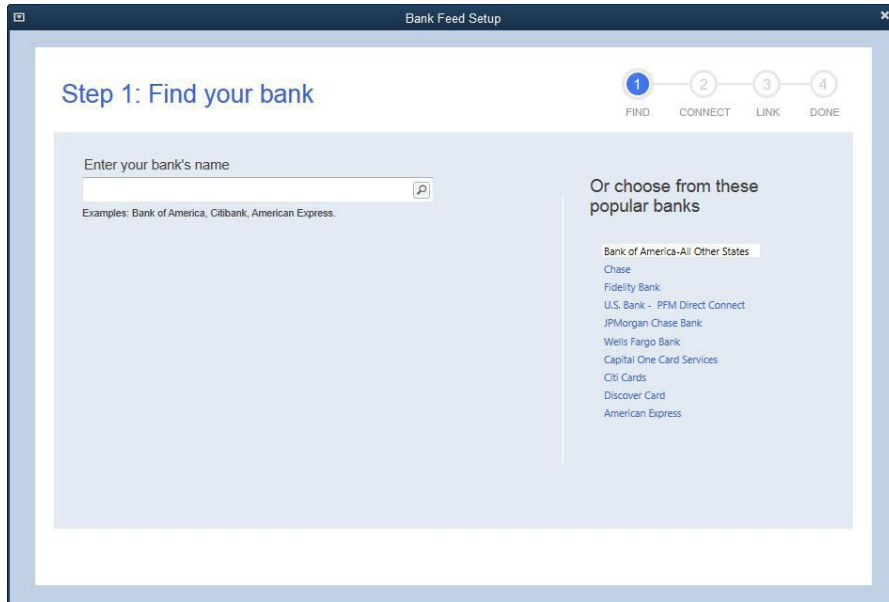 Bank Feed Setup
Step 1: Find your bank
1 2 3 4
FIND CONNECT LINK DONE
Enter your bank's name
Examples: Bank of America, Citibank, American Express.
Or choose from these
popular banks
Bank of America-All Other States
Chase
Fidelity Bank
U.S. Bank - PFM Direct Connect
JPMorgan Chase Bank
Wells Fargo Bank
Capital One Card Services
Citi Cards
Discover Card
American Express